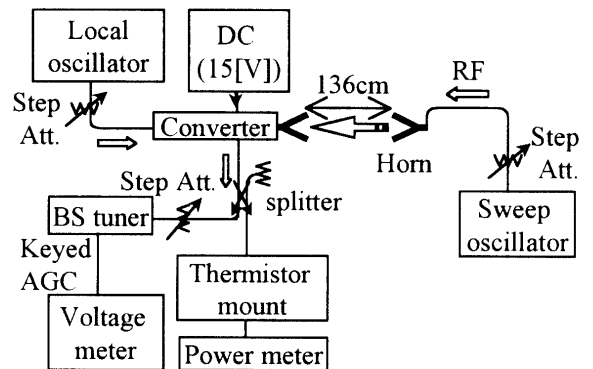 Local
oscillator
DC
(15[V])
136cm
RF
Step
Att.
Converter
Horn
Step
Att.
Step Att.
splitter
BS tuner
Sweep
oscillator
Keyed
AGC
Thermistor
mount
Voltage
meter
Power meter